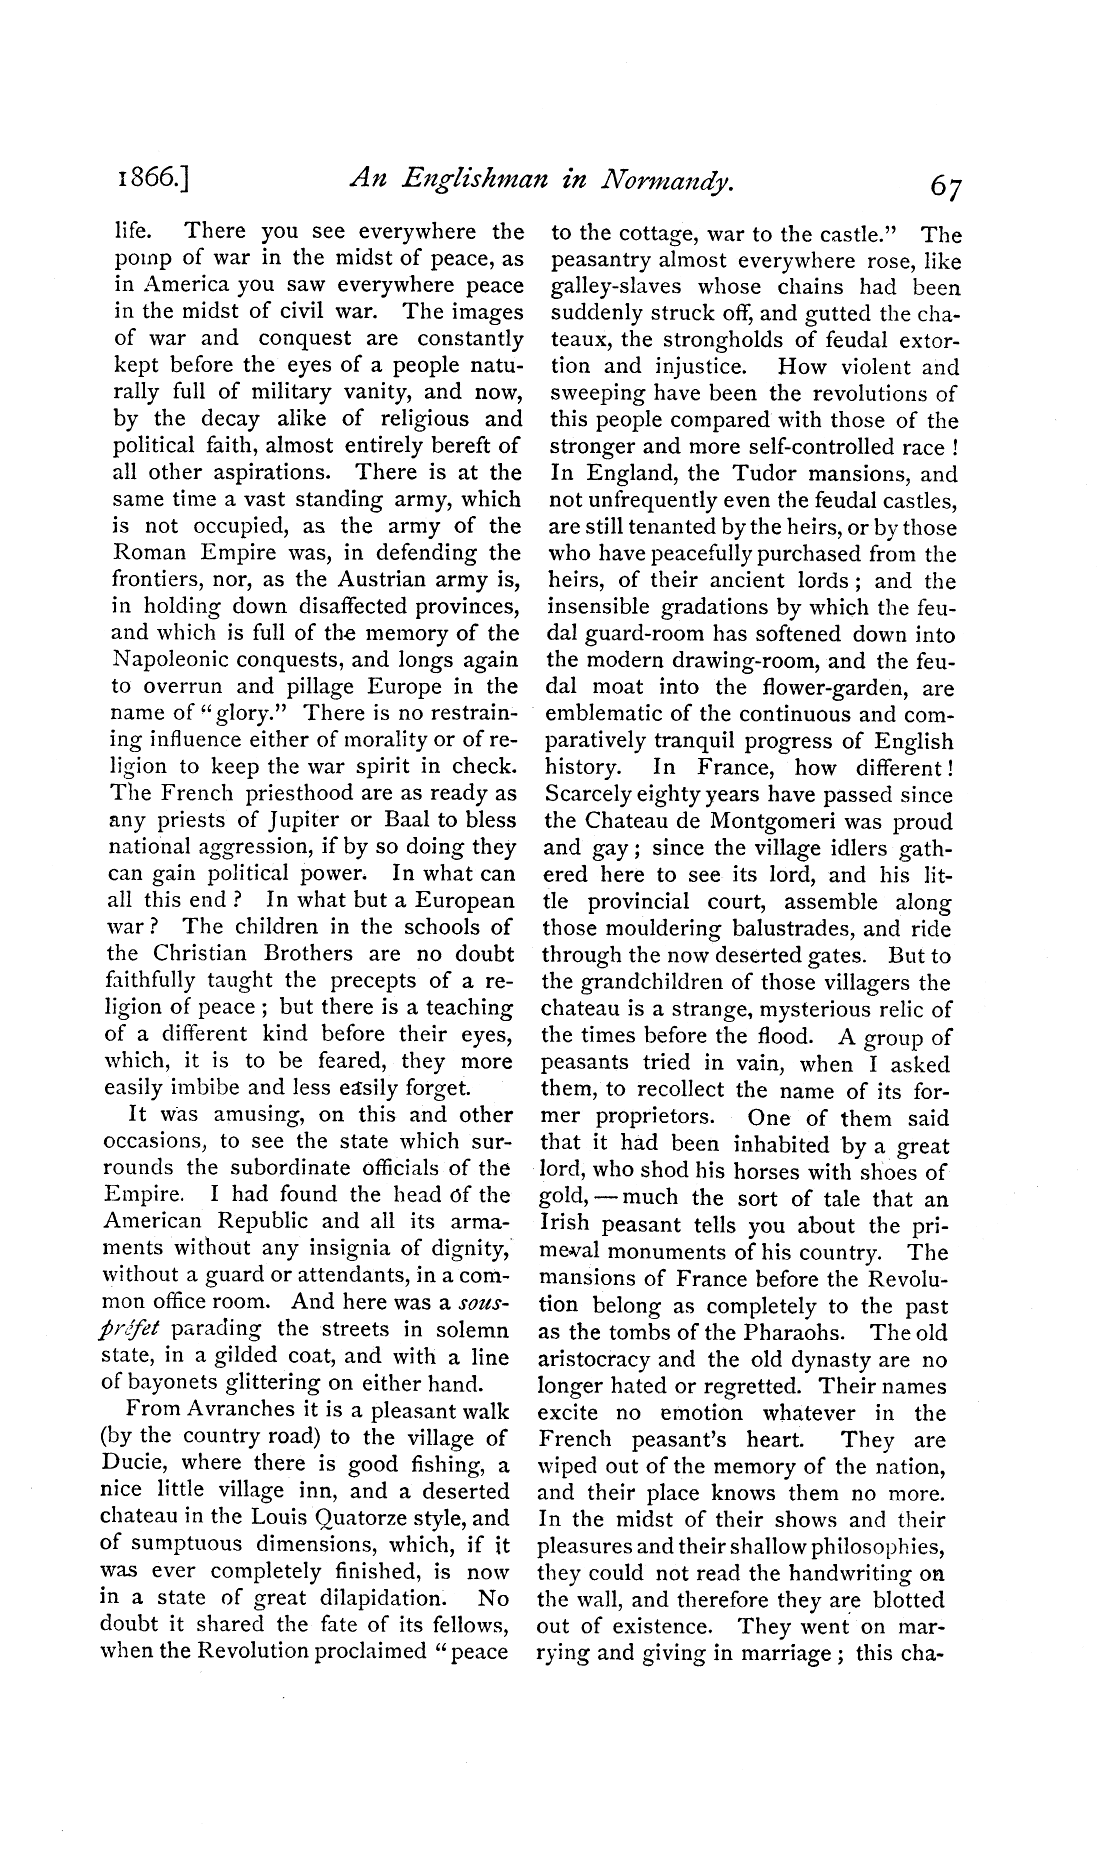 1866.] An Englishman in Normandy. 67
life. There you see everywhere the
pomp of war in the midst of peace, as
in America you saw everywhere peace
in the midst of civil war. The images
of war and conquest are constantly
kept before the eyes of a people natu-
rally full of military vanity, and now,
by the decay alike of religious and
political faith, almost entirely bereft of
all other aspirations. There is at the
same time a vast standing army, which
is not occupied, as the army of the
Roman Empire was, in defending the
frontiers, nor, as the Austrian army is,
in holding down disaffected provinces,
and which is full of the memory of the
Napoleonic conquests, and longs again
to overrun and pillage Europe in the
name of “glory.” There is no restrain-
ing influence either of morality or of re-
ligion to keep the war spirit in check.
The French priesthood are as ready as
any priests of Jupiter or Baal to bless
national aggression, if by so doing they
can gain political power. In what can
all this end? In what but a European
war? The children in the schools of
the Christian Brothers are no doubt
faithfully taught the precepts of a re-
ligion of peace; but there is a teaching
of a different kind before their eyes,
which, it is to be feared, they more
easily imbibe and less easily forget.
It was amusing, on this and other
occasions, to see the state which sur-
rounds the subordinate officials of the
Empire. I had found the head of the
American Republic and all its arma-
ments without any insignia of dignity,
without a guard or attendants, in a com-
mon office room. And here was a sous-
préfet parading the streets in solemn
state, in a gilded coat, and with a line
of bayonets glittering on either hand.
From Avranches it is a pleasant walk
(by the country road) to the village of
Ducie, where there is good fishing, a
nice little village inn, and a deserted
chateau in the Louis Quatorze style, and
of sumptuous dimensions, which, if it
was ever completely finished, is now
in a state of great dilapidation. No
doubt it shared the fate of its fellows,
when the Revolution proclaimed “peace
to the cottage, war to the castle.” The
peasantry almost everywhere rose, like
galley-slaves whose chains had been
suddenly struck off, and gutted the cha-
teaux, the strongholds of feudal extor-
tion and injustice. How violent and
sweeping have been the revolutions of
this people compared with those of the
stronger and more self-controlled race!
In England, the Tudor mansions, and
not unfrequently even the feudal castles,
are still tenanted by the heirs, or by those
who have peacefully purchased from the
heirs, of their ancient lords; and the
insensible gradations by which the feu-
dal guard-room has softened down into
the modern drawing-room, and the feu-
dal moat into the flower-garden, are
emblematic of the continuous and com-
paratively tranquil progress of English
history. In France, how different!
Scarcely eighty years have passed since
the Chateau de Montgomeri was proud
and gay; since the village idlers gath-
ered here to see its lord, and his lit-
tle provincial court, assemble along
those mouldering balustrades, and ride
through the now deserted gates. But to
the grandchildren of those villagers the
chateau is a strange, mysterious relic of
the times before the flood. A group of
peasants tried in vain, when I asked
them, to recollect the name of its for-
mer proprietors. One of them said
that it had been inhabited by a great
lord, who shod his horses with shoes of
gold, — much the sort of tale that an
Irish peasant tells you about the pri-
meval monuments of his country. The
mansions of France before the Revolu-
tion belong as completely to the past
as the tombs of the Pharaohs. The old
aristocracy and the old dynasty are no
longer hated or regretted. Their names
excite no emotion whatever in the
French peasant's heart. They are
wiped out of the memory of the nation,
and their place knows them no more.
In the midst of their shows and their
pleasures and their shallow philosophies,
they could not read the handwriting on
the wall, and therefore they are blotted
out of existence. They went on mar-
rying and giving in marriage; this cha-